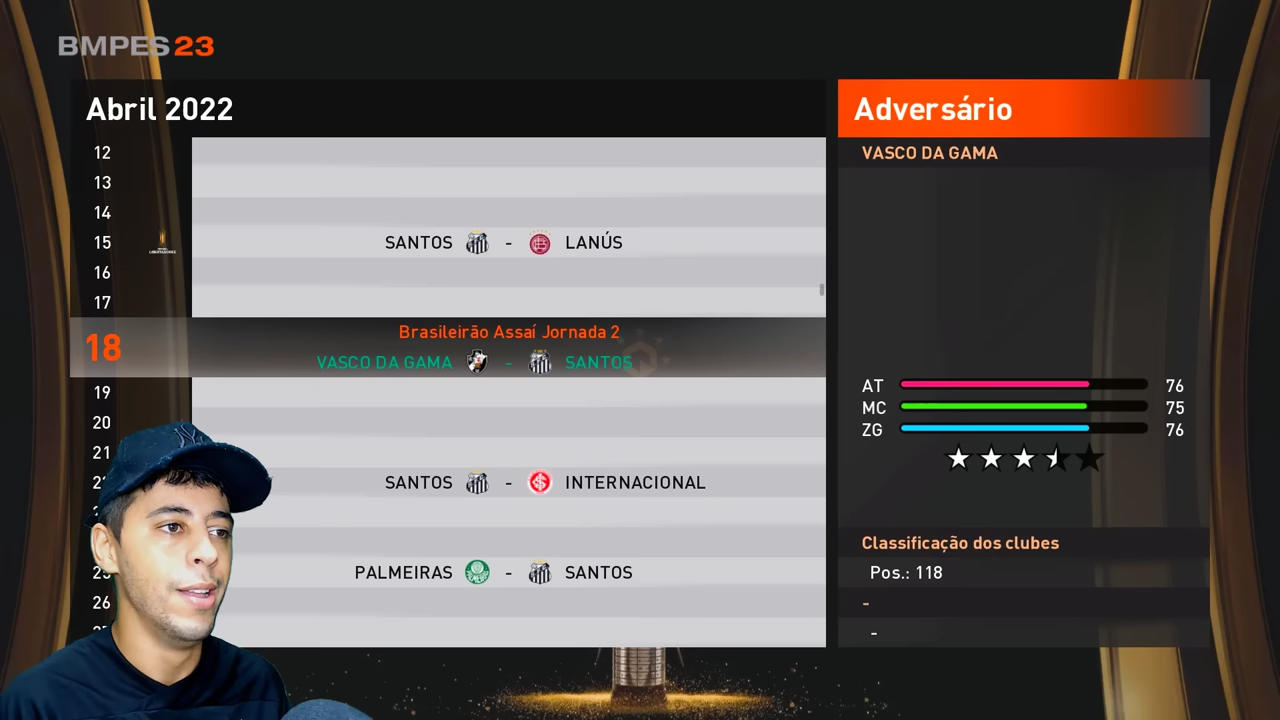 BMPES 23
Abril 2022
12
13
14
15
SANTOS - LANÚS
16
17
18
Brasileirão Assaí Jornada 2
VASCO DA GAMA - SANTOS
19
20
21
SANTOS - INTERNACIONAL
PALMEIRAS - SANTOS
26
Adversário
VASCO DA GAMA
AT 76
MC 75
ZG 76
Classificação dos clubes
Pos.: 118
-
-